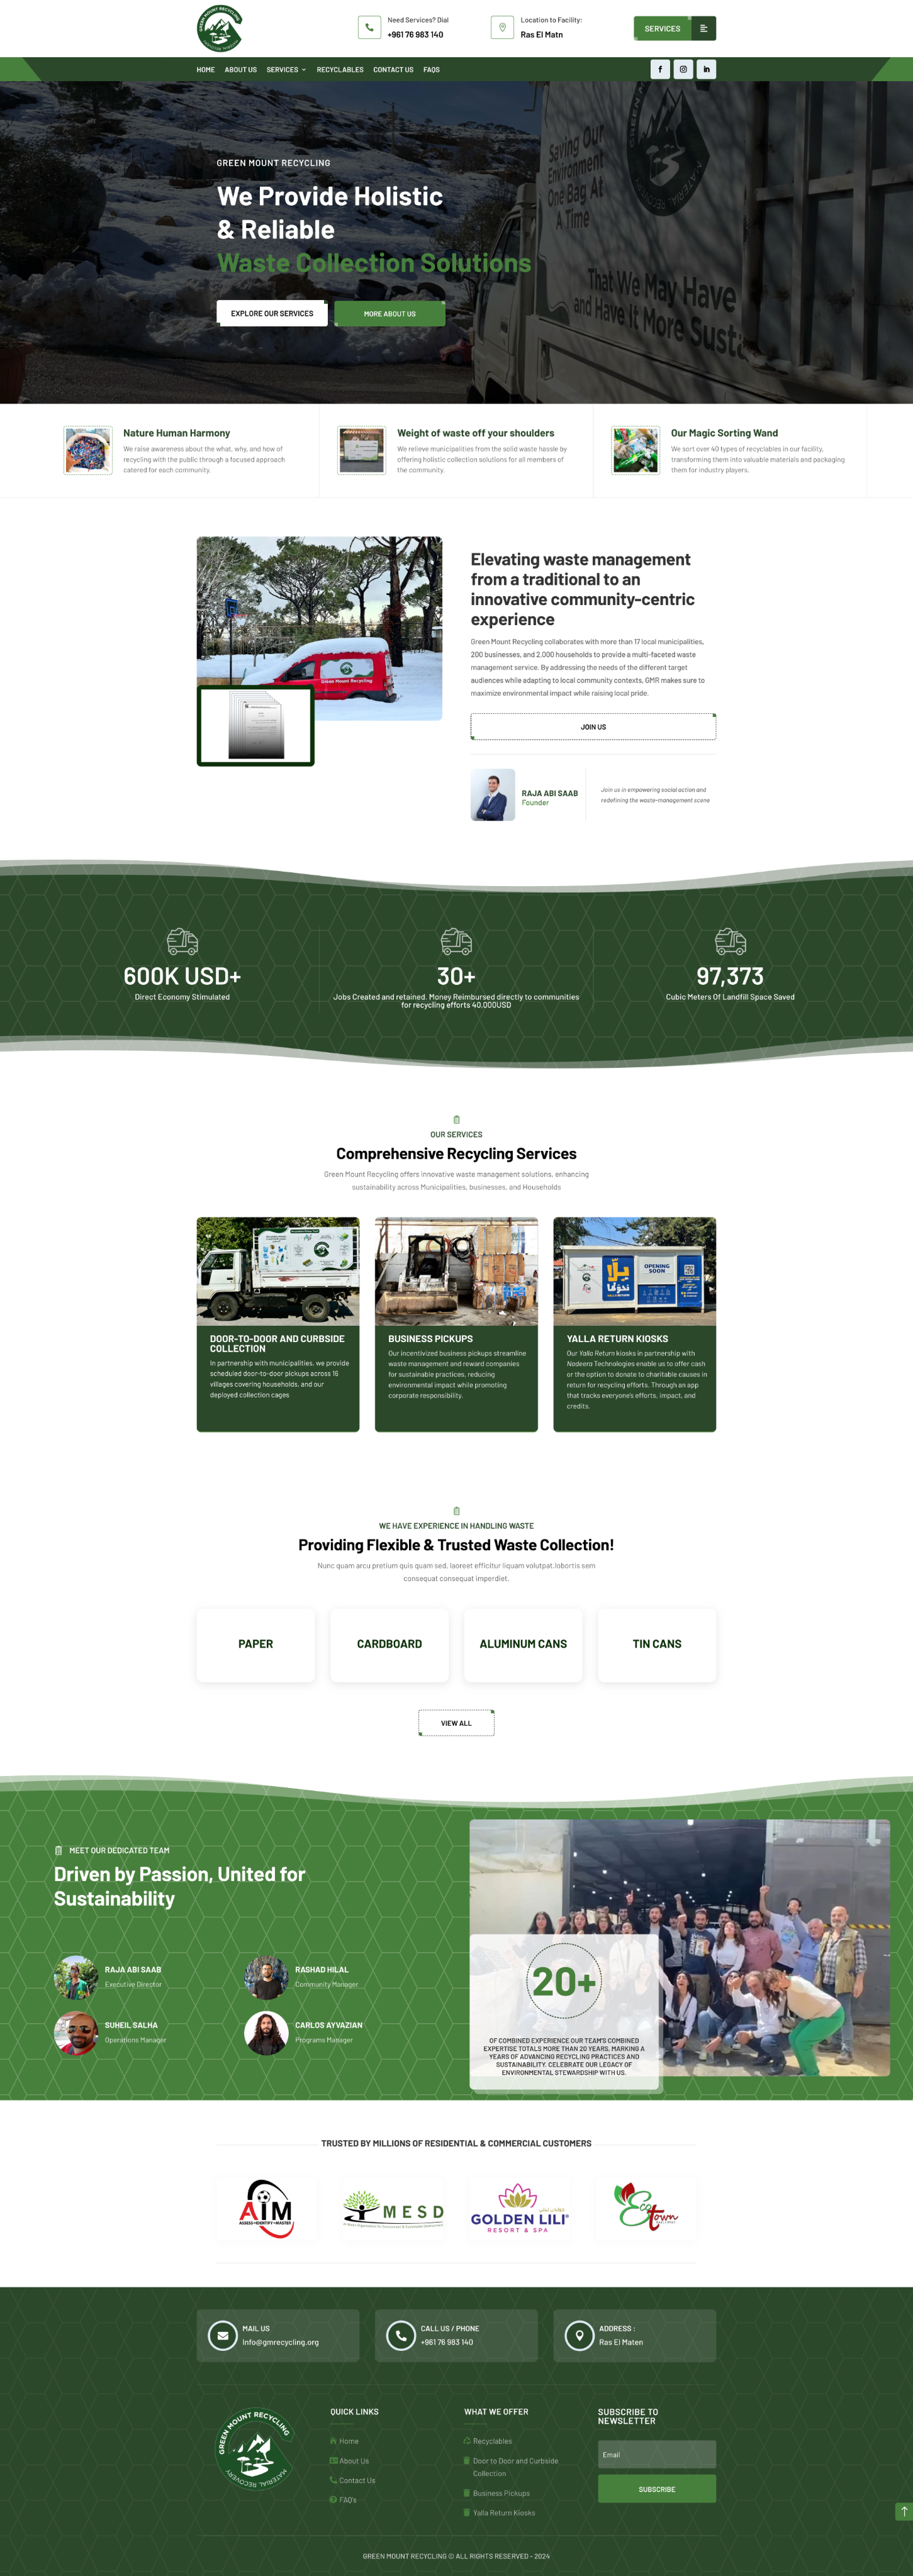 Need Services? Dial
+961 76 983 140
Location to Facility:
Ras El Matn
SERVICES
HOME
ABOUT US
SERVICES
RECYCLABLES
CONTACT US
FAQS
GREEN MOUNT RECYCLING
We Provide Holistic
& Reliable
Waste Collection Solutions
EXPLORE OUR SERVICES
MORE ABOUT US
Saving Our
Environment
One Bag At
A Time
That We May Have
Nature Human Harmony
We raise awareness about the what, why, and how of
recycling with the public through a focused approach
catered for each community.
Weight of waste off your shoulders
We relieve municipalities from the solid waste hassle by
offering holistic collection solutions for all members of
the community.
Our Magic Sorting Wand
We sort over 40 types of recyclables in our facility,
transforming them into valuable materials and packaging
them for industry players.
Green Mount Recycling
Elevating waste management
from a traditional to an
innovative community-centric
experience
Green Mount Recycling collaborates with more than 17 local municipalities,
200 businesses, and 2,000 households to provide a multi-faceted waste
management service. By addressing the needs of the different target
audiences while adapting to local community contexts, GMR makes sure to
maximize environmental impact while raising local pride.
JOIN US
RAJA ABI SAAB
Founder
Join us in empowering social action and
redefining the waste-management scene
600K USD+
Direct Economy Stimulated
30+
Jobs Created and retained. Money Reimbursed directly to communities
for recycling efforts 40.000USD
97,373
Cubic Meters Of Landfill Space Saved
OUR SERVICES
Comprehensive Recycling Services
Green Mount Recycling offers innovative waste management solutions, enhancing
sustainability across Municipalities, businesses, and Households
OPENING
SOON
DOOR-TO-DOOR AND CURBSIDE
COLLECTION
In partnership with municipalities, we provide
scheduled door-to-door pickups across 16
villages covering households, and our
deployed collection cages
BUSINESS PICKUPS
Our incentivized business pickups streamline
waste management and reward companies
for sustainable practices, reducing
environmental impact while promoting
corporate responsibility.
YALLA RETURN KIOSKS
Our Yalla Return kiosks in partnership with
Nadeera Technologies enable us to offer cash
or the option to donate to charitable causes in
return for recycling efforts. Through an app
that tracks everyone's efforts, impact, and
credits.
WE HAVE EXPERIENCE IN HANDLING WASTE
Providing Flexible & Trusted Waste Collection!
Nunc quam arcu pretium quis quam sed, laoreet efficitur liquam volutpat.lobortis sem
consequat consequat imperdiet.
PAPER
CARDBOARD
ALUMINUM CANS
TIN CANS
VIEW ALL
MEET OUR DEDICATED TEAM
Driven by Passion, United for
Sustainability
RAJA ABI SAAB
Executive Director
RASHAD HILAL
Community Manager
SUHEIL SALHA
Operations Manager
CARLOS AYVAZIAN
Programs Manager
20+
OF COMBINED EXPERIENCE OUR TEAM'S COMBINED
EXPERTISE TOTALS MORE THAN 20 YEARS, MARKING A
YEARS OF ADVANCING RECYCLING PRACTICES AND
SUSTAINABILITY. CELEBRATE OUR LEGACY OF
ENVIRONMENTAL STEWARDSHIP WITH US.
TRUSTED BY MILLIONS OF RESIDENTIAL & COMMERCIAL CUSTOMERS
AIM
ASSESS•IDENTIFY•MASTER
MESD
GOLDEN LILI
RESORT & SPA
Eco
town
MAIL US
Info@gmrecycling.org
CALL US / PHONE
+961 76 983 140
ADDRESS :
Ras El Maten
GREEN MOUNT RECYCLING
MATERIAL RECOVERY
QUICK LINKS
Home
About Us
Contact Us
FAQ's
WHAT WE OFFER
Recyclables
Door to Door and Curbside
Collection
Business Pickups
Yalla Return Kiosks
SUBSCRIBE TO
NEWSLETTER
Email
SUBSCRIBE
GREEN MOUNT RECYCLING © ALL RIGHTS RESERVED - 2024